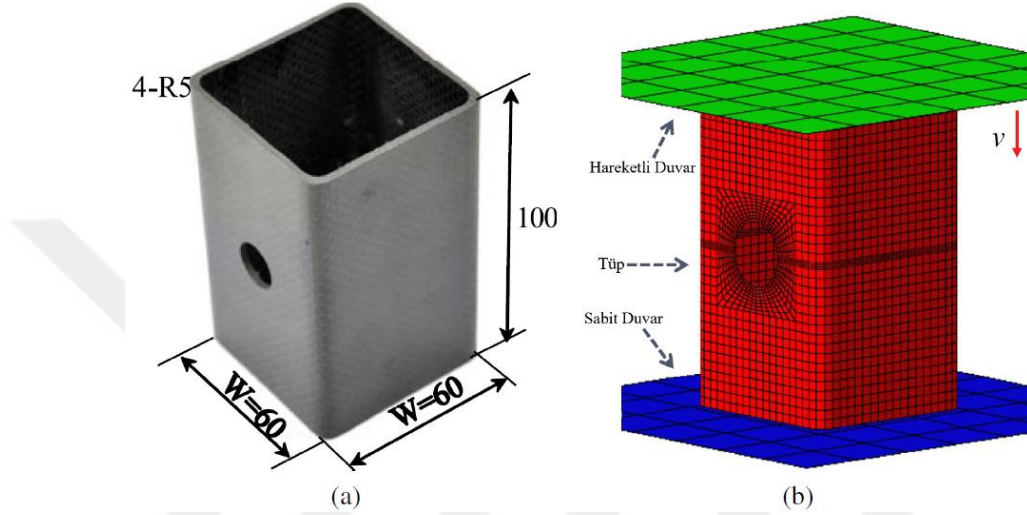 4-R5
100
W=60
W=60
(a)
Hareketli Duvar
Tüp
Sabit Duvar
v
(b)